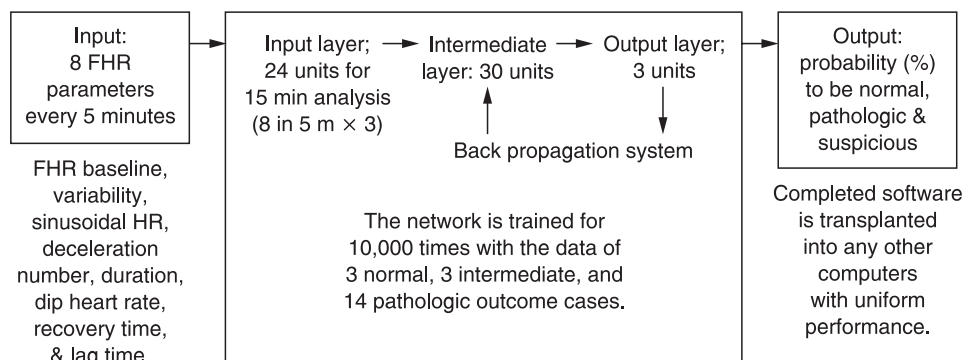 Input:
8 FHR
parameters
every 5 minutes
FHR baseline,
variability,
sinusoidal HR,
deceleration
number, duration,
dip heart rate,
recovery time,
& lag time
Input layer;
24 units for
15 min analysis
(8 in 5 m × 3)
Intermediate
layer: 30 units
Output layer;
3 units
Back propagation system
The network is trained for
10,000 times with the data of
3 normal, 3 intermediate, and
14 pathologic outcome cases.
Output:
probability (%)
to be normal,
pathologic &
suspicious
Completed software
is transplanted
into any other
computers
with uniform
performance.